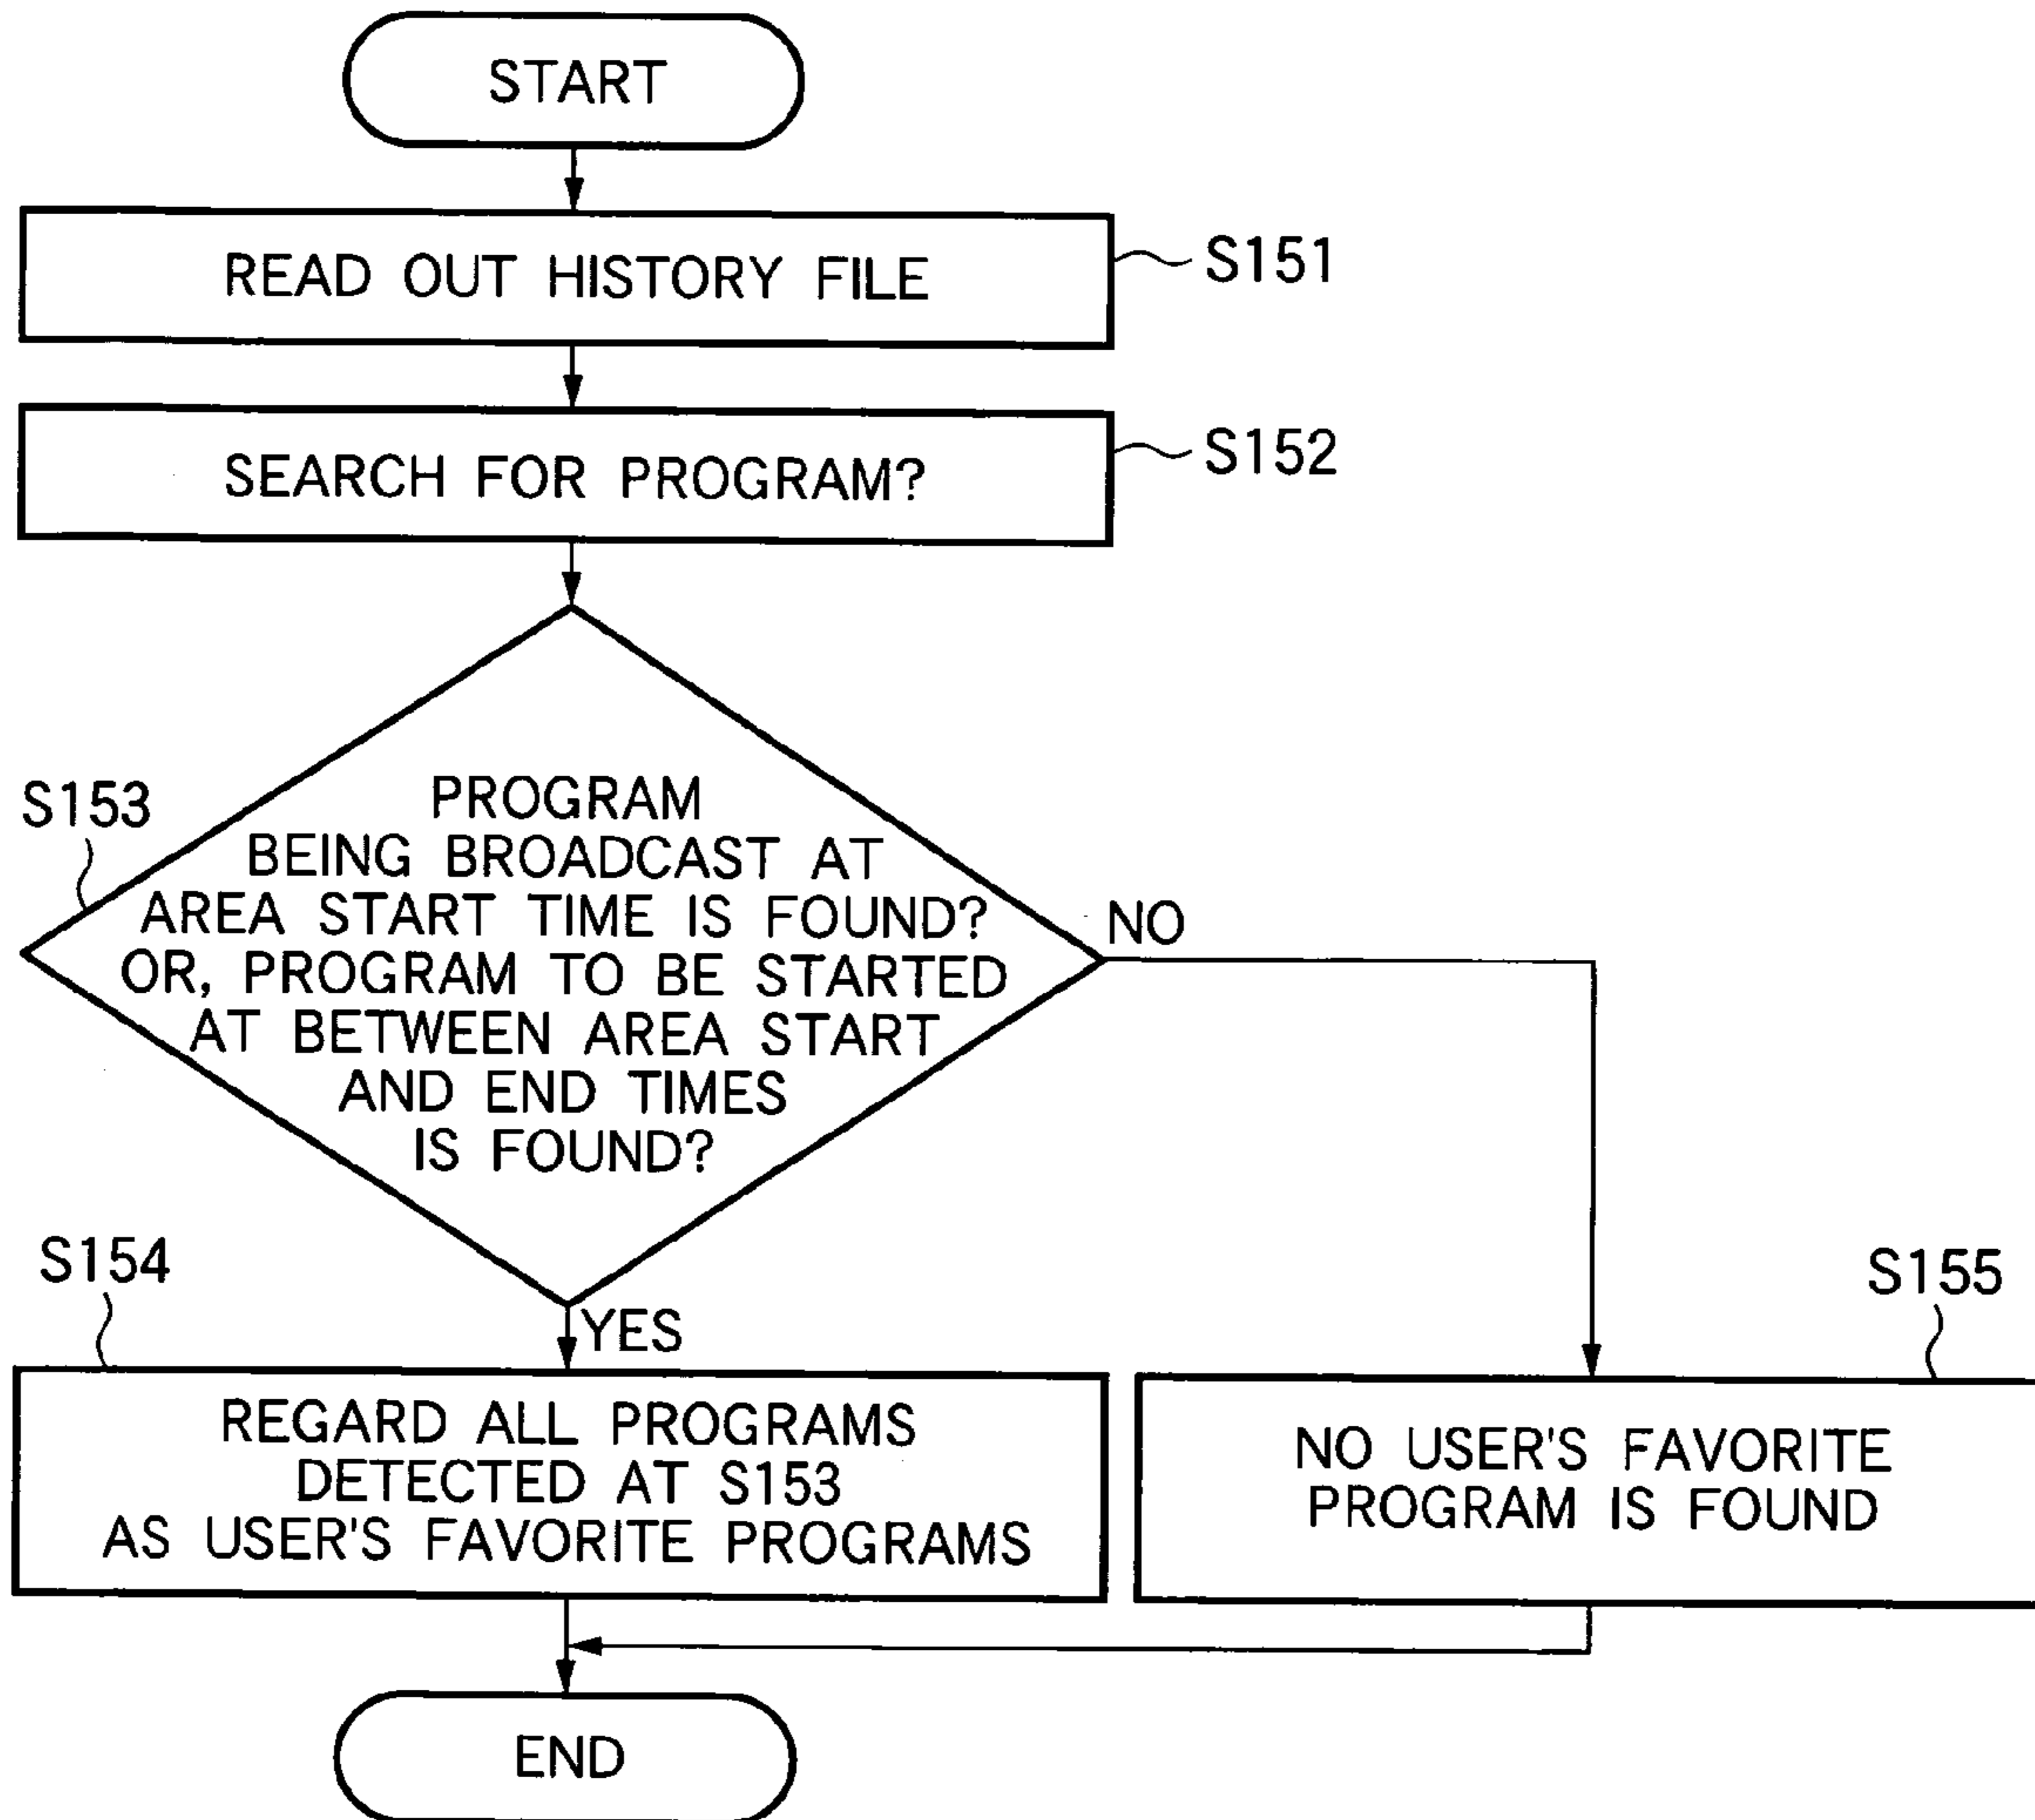 START
READ OUT HISTORY FILE
S151
SEARCH FOR PROGRAM?
S152
S153
PROGRAM
BEING BROADCAST AT
AREA START TIME IS FOUND?
OR, PROGRAM TO BE STARTED
AT BETWEEN AREA START
AND END TIMES
IS FOUND?
NO
YES
S154
REGARD ALL PROGRAMS
DETECTED AT S153
AS USER'S FAVORITE PROGRAMS
S155
NO USER'S FAVORITE
PROGRAM IS FOUND
END